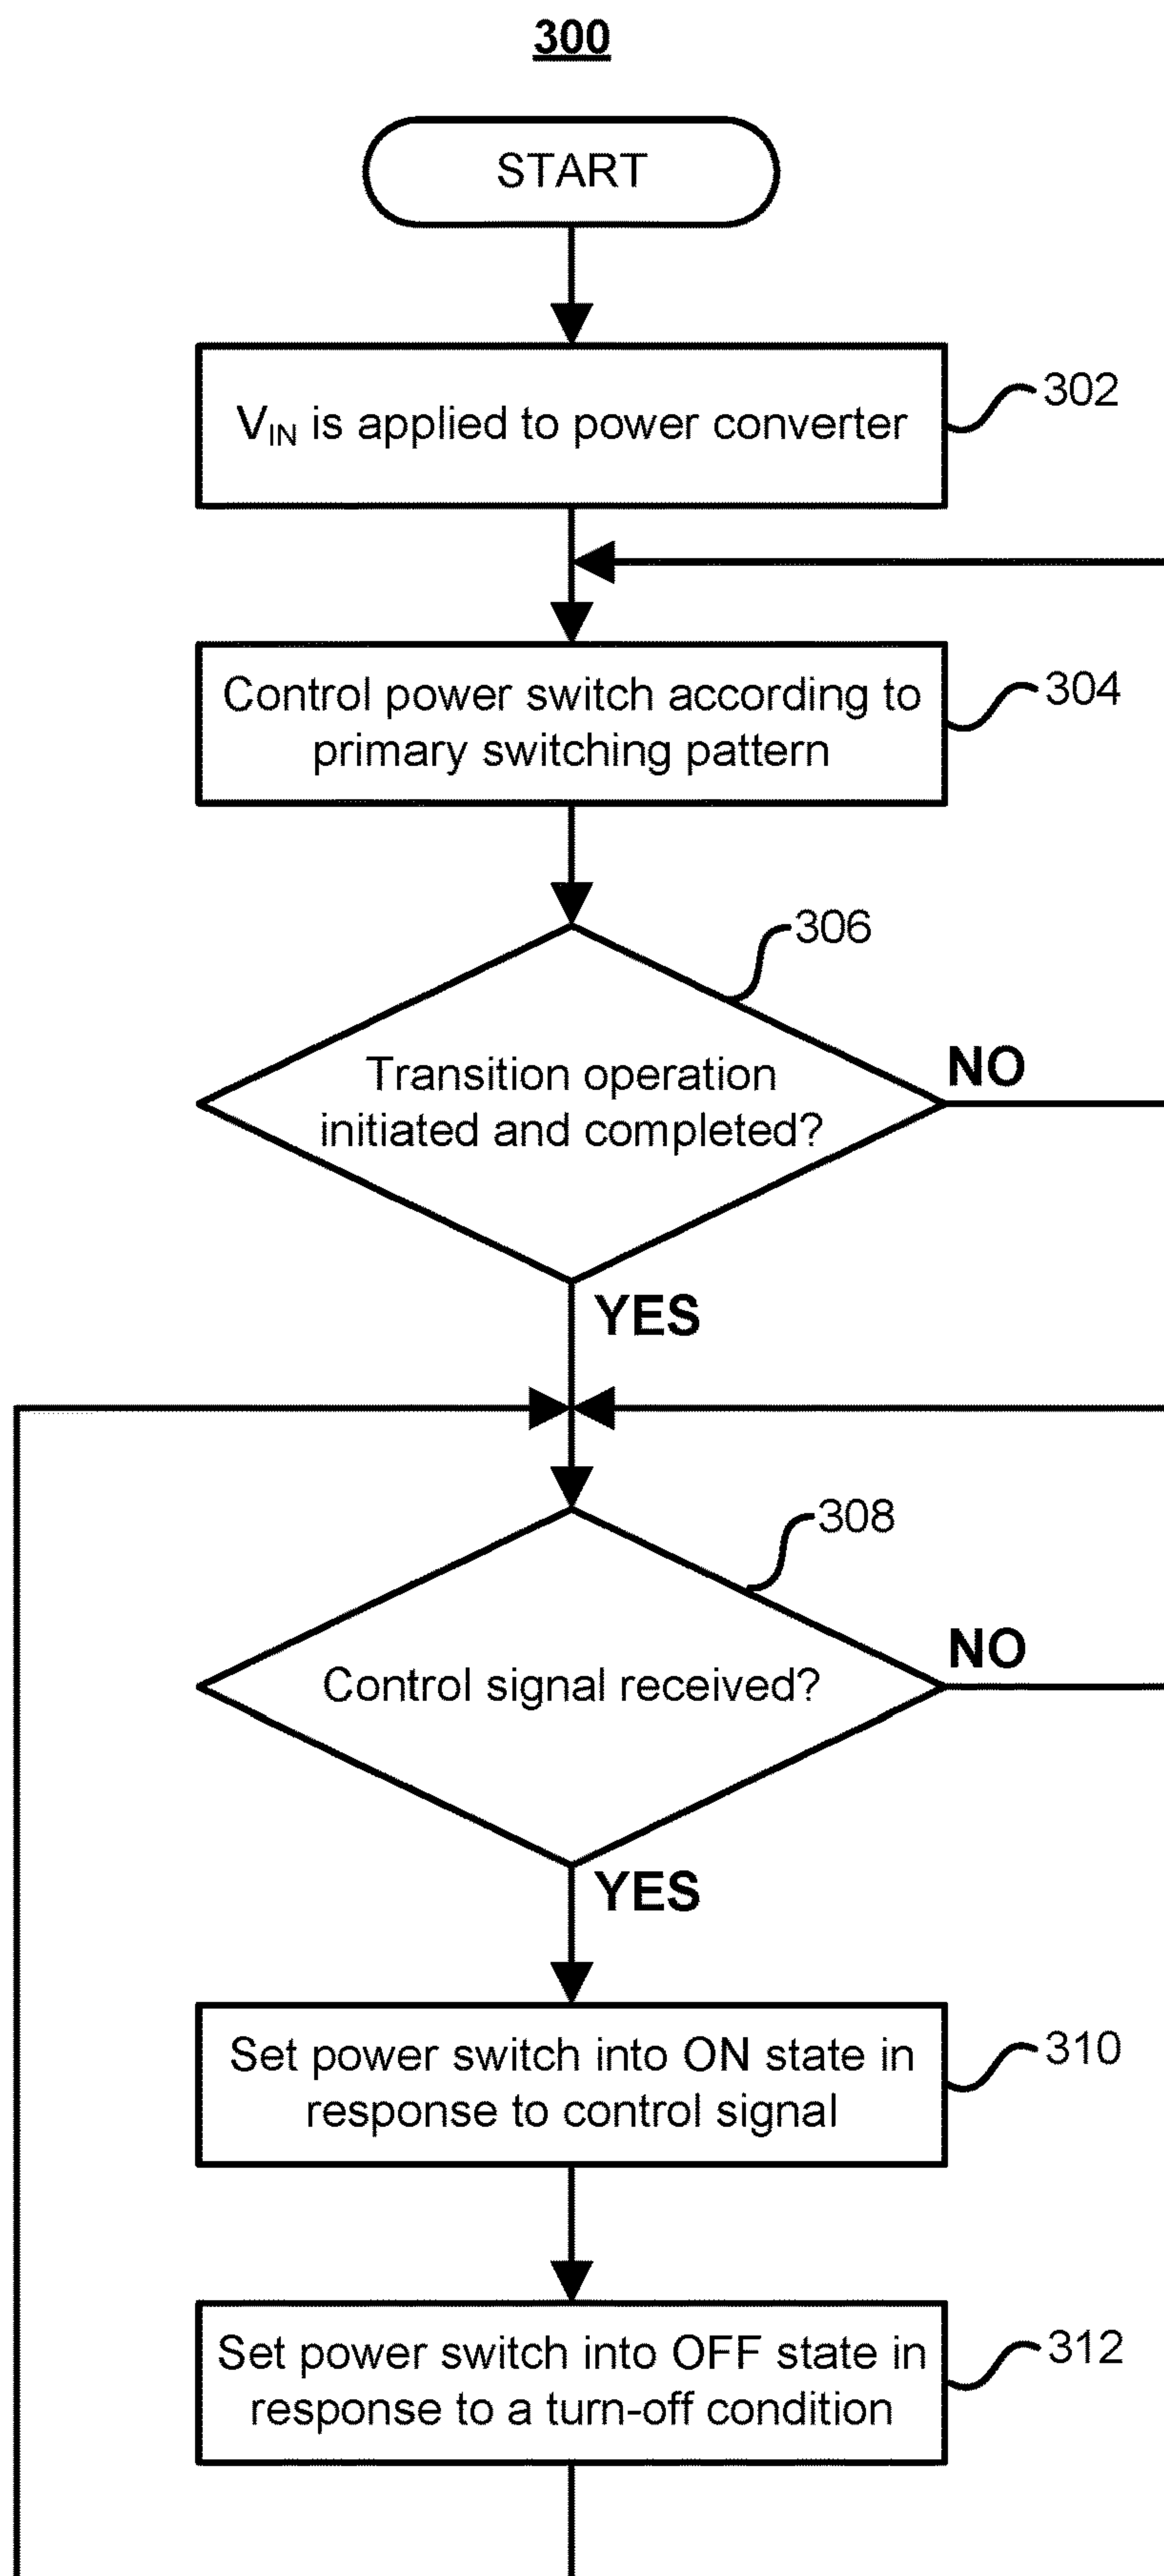 300
START
V_IN is applied to power converter
302
Control power switch according to
primary switching pattern
304
306
Transition operation
initiated and completed?
NO
YES
308
Control signal received?
NO
YES
Set power switch into ON state in
response to control signal
310
Set power switch into OFF state in
response to a turn-off condition
312